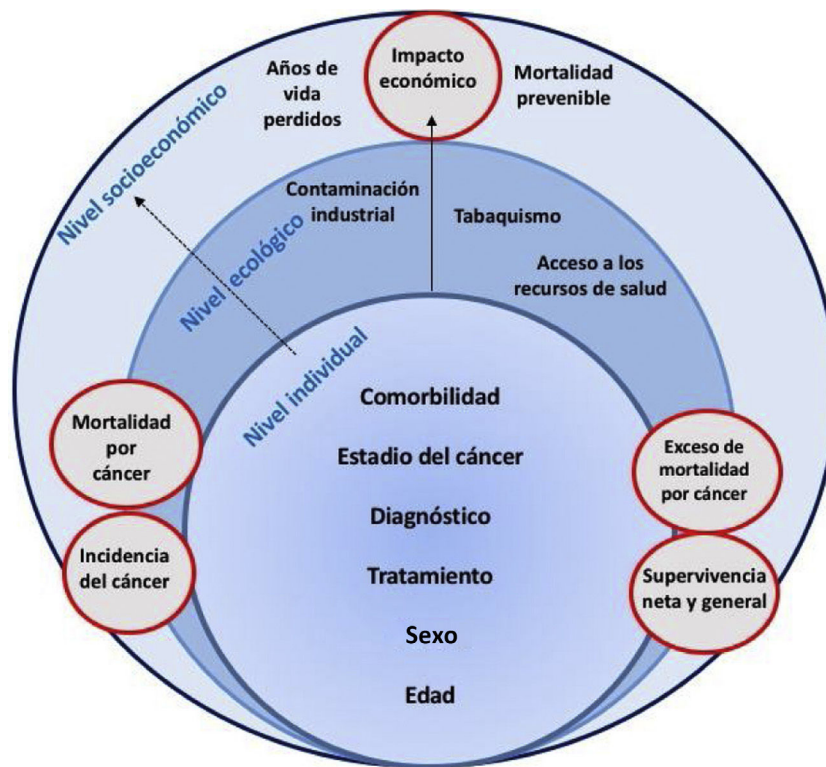 Impacto
económico
Años de
vida
perdidos
Mortalidad
prevenible
Nivel socioeconómico
Contaminación
industrial
Tabaquismo
Nivel ecológico
Acceso a los
recursos de salud
Nivel individual
Comorbilidad
Mortalidad
por
cáncer
Estadio del cáncer
Exceso de
mortalidad
por cáncer
Diagnóstico
Incidencia
del cáncer
Tratamiento
Supervivencia
neta y general
Sexo
Edad